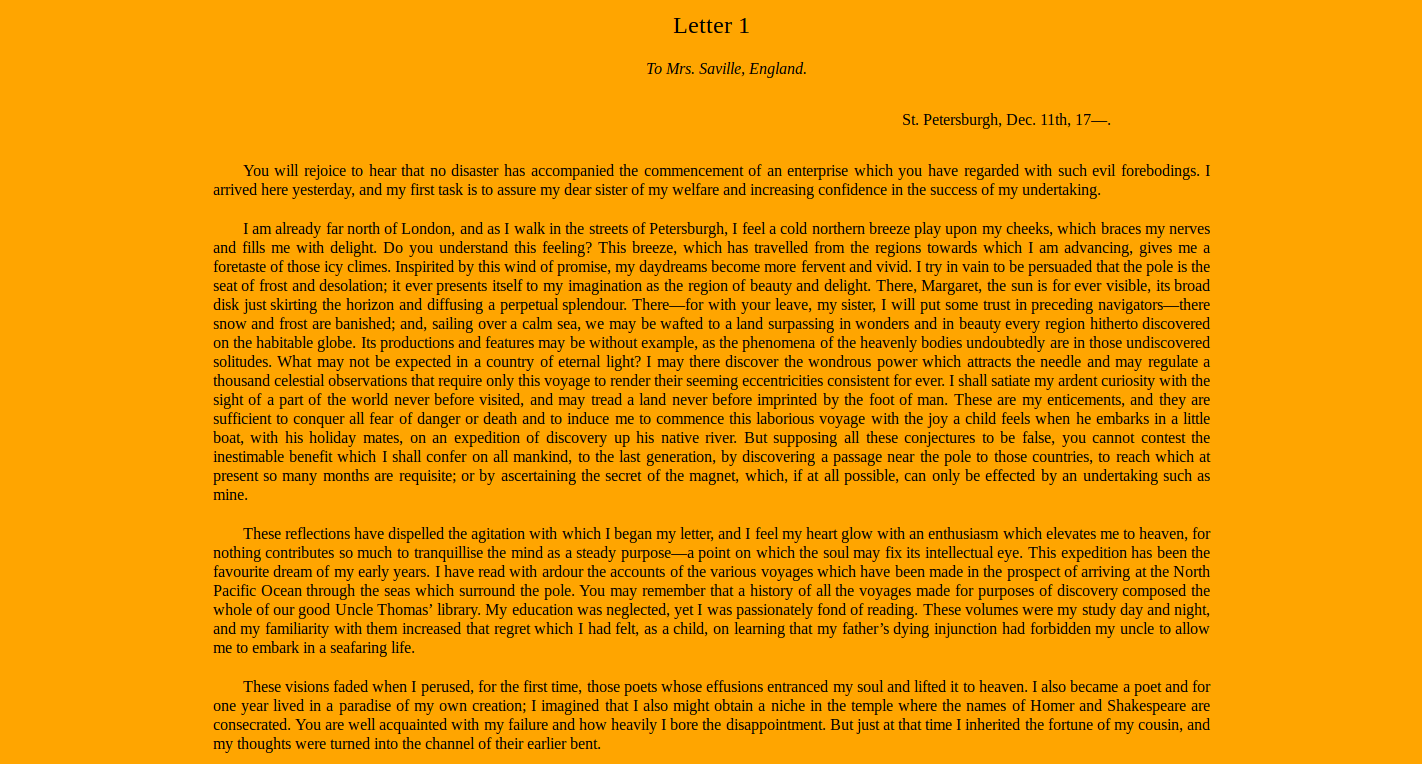 Letter 1
To Mrs. Saville, England.
St. Petersburgh, Dec. 11th, 17—.
You will rejoice to hear that no disaster has accompanied the commencement of an enterprise which you have regarded with such evil forebodings. I
arrived here yesterday, and my first task is to assure my dear sister of my welfare and increasing confidence in the success of my undertaking.
I am already far north of London, and as I walk in the streets of Petersburgh, I feel a cold northern breeze play upon my cheeks, which braces my nerves
and fills me with delight. Do you understand this feeling? This breeze, which has travelled from the regions towards which I am advancing, gives me a
foretaste of those icy climes. Inspirited by this wind of promise, my daydreams become more fervent and vivid. I try in vain to be persuaded that the pole is the
seat of frost and desolation; it ever presents itself to my imagination as the region of beauty and delight. There, Margaret, the sun is for ever visible, its broad
disk just skirting the horizon and diffusing a perpetual splendour. There—for with your leave, my sister, I will put some trust in preceding navigators—there
snow and frost are banished; and, sailing over a calm sea, we may be wafted to a land surpassing in wonders and in beauty every region hitherto discovered
on the habitable globe. Its productions and features may be without example, as the phenomena of the heavenly bodies undoubtedly are in those undiscovered
solitudes. What may not be expected in a country of eternal light? I may there discover the wondrous power which attracts the needle and may regulate a
thousand celestial observations that require only this voyage to render their seeming eccentricities consistent for ever. I shall satiate my ardent curiosity with the
sight of a part of the world never before visited, and may tread a land never before imprinted by the foot of man. These are my enticements, and they are
sufficient to conquer all fear of danger or death and to induce me to commence this laborious voyage with the joy a child feels when he embarks in a little
boat, with his holiday mates, on an expedition of discovery up his native river. But supposing all these conjectures to be false, you cannot contest the
inestimable benefit which I shall confer on all mankind, to the last generation, by discovering a passage near the pole to those countries, to reach which at
present so many months are requisite; or by ascertaining the secret of the magnet, which, if at all possible, can only be effected by an undertaking such as
mine.
These reflections have dispelled the agitation with which I began my letter, and I feel my heart glow with an enthusiasm which elevates me to heaven, for
nothing contributes so much to tranquillise the mind as a steady purpose—a point on which the soul may fix its intellectual eye. This expedition has been the
favourite dream of my early years. I have read with ardour the accounts of the various voyages which have been made in the prospect of arriving at the North
Pacific Ocean through the seas which surround the pole. You may remember that a history of all the voyages made for purposes of discovery composed the
whole of our good Uncle Thomas’ library. My education was neglected, yet I was passionately fond of reading. These volumes were my study day and night,
and my familiarity with them increased that regret which I had felt, as a child, on learning that my father’s dying injunction had forbidden my uncle to allow
me to embark in a seafaring life.
These visions faded when I perused, for the first time, those poets whose effusions entranced my soul and lifted it to heaven. I also became a poet and for
one year lived in a paradise of my own creation; I imagined that I also might obtain a niche in the temple where the names of Homer and Shakespeare are
consecrated. You are well acquainted with my failure and how heavily I bore the disappointment. But just at that time I inherited the fortune of my cousin, and
my thoughts were turned into the channel of their earlier bent.